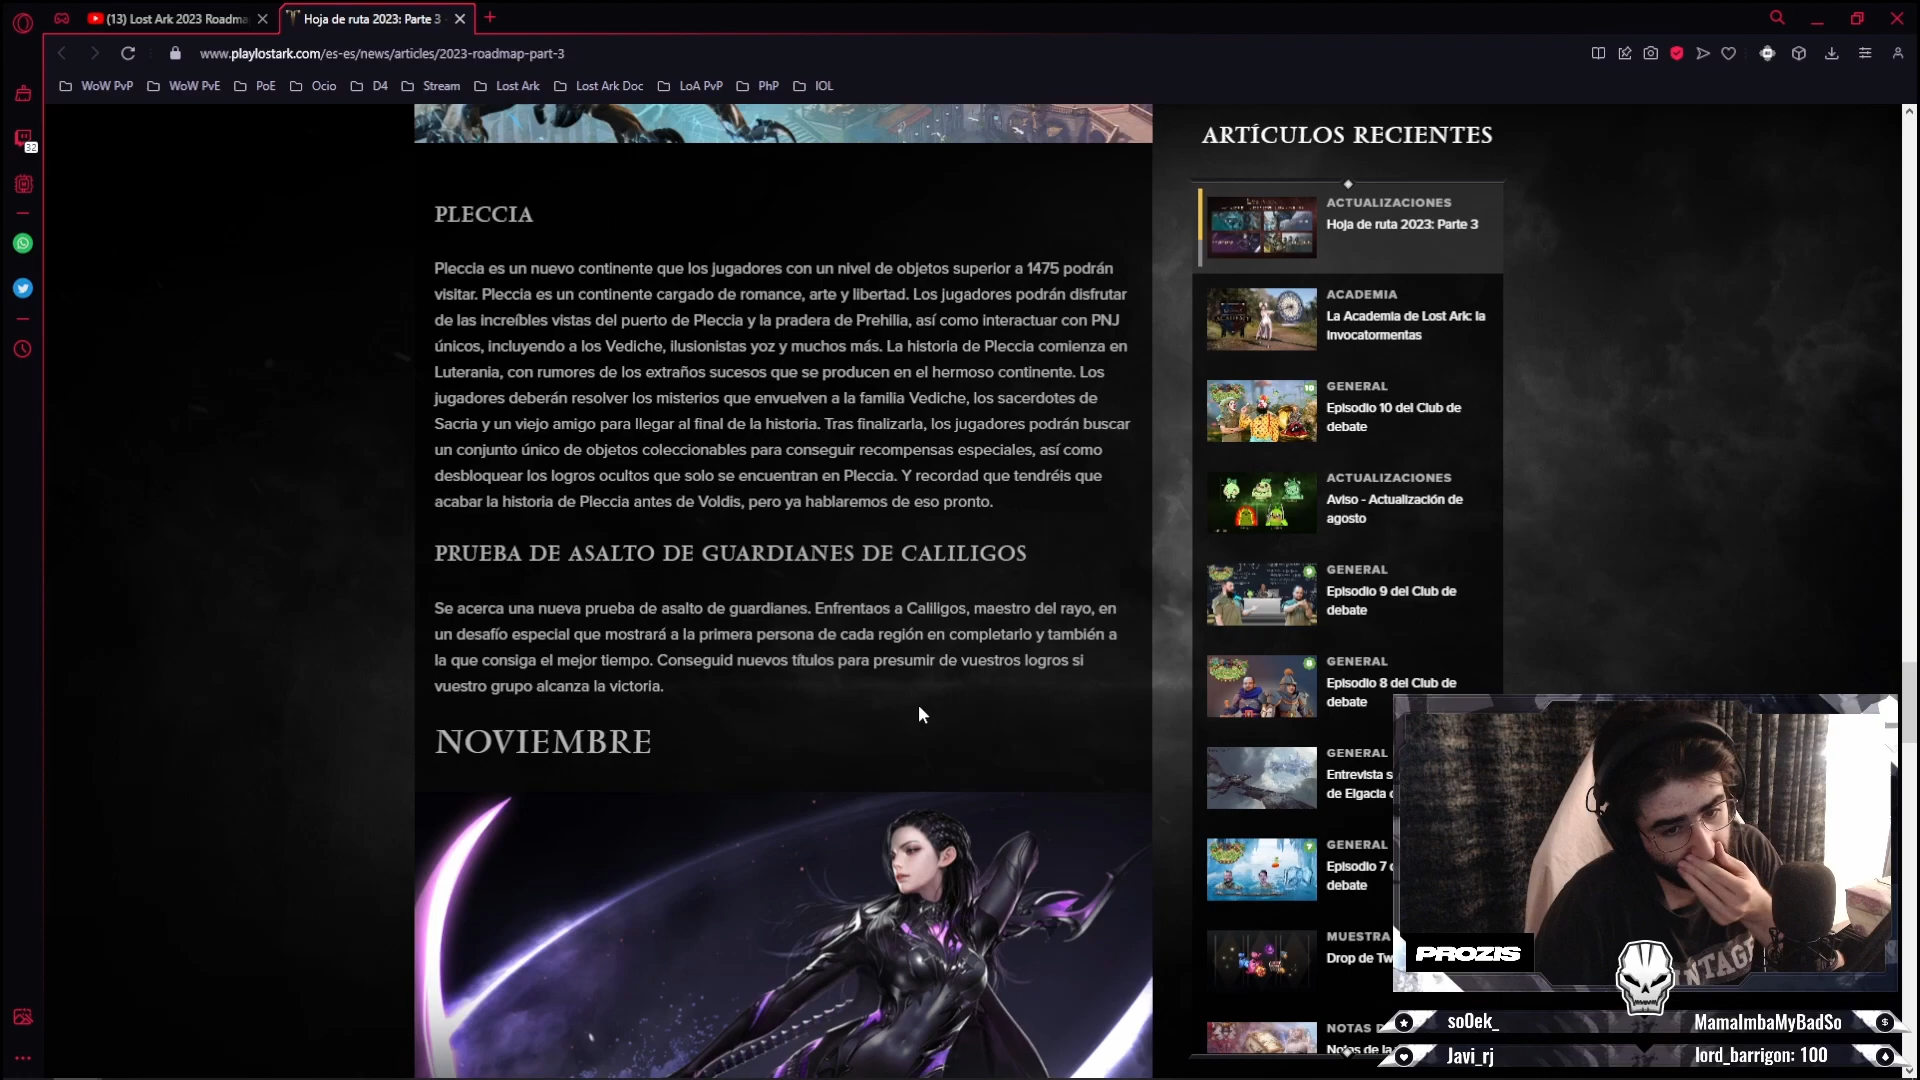 (13) Lost Ark 2023 Roadma
Hoja de ruta 2023: Parte 3
www.playlostark.com/es-es/news/articles/2023-roadmap-part-3
WoW PvP
WoW PvE
PoE
Ocio
D4
Stream
Lost Ark
Lost Ark Doc
LoA PvP
PhP
IOL
32
PLECCIA
Pleccia es un nuevo continente que los jugadores con un nivel de objetos superior a 1475 podrán
visitar. Pleccia es un continente cargado de romance, arte y libertad. Los jugadores podrán disfrutar
de las increíbles vistas del puerto de Pleccia y la pradera de Prehilia, así como interactuar con PNJ
únicos, incluyendo a los Vediche, ilusionistas yoz y muchos más. La historia de Pleccia comienza en
Luterania, con rumores de los extraños sucesos que se producen en el hermoso continente. Los
jugadores deberán resolver los misterios que envuelven a la familia Vediche, los sacerdotes de
Sacria y un viejo amigo para llegar al final de la historia. Tras finalizarla, los jugadores podrán buscar
un conjunto único de objetos coleccionables para conseguir recompensas especiales, así como
desbloquear los logros ocultos que solo se encuentran en Pleccia. Y recordad que tendréis que
acabar la historia de Pleccia antes de Voldis, pero ya hablaremos de eso pronto.
PRUEBA DE ASALTO DE GUARDIANES DE CALILIGOS
Se acerca una nueva prueba de asalto de guardianes. Enfrentaos a Caliligos, maestro del rayo, en
un desafío especial que mostrará a la primera persona de cada región en completarlo y también a
la que consiga el mejor tiempo. Conseguid nuevos títulos para presumir de vuestros logros si
vuestro grupo alcanza la victoria.
NOVIEMBRE
ARTÍCULOS RECIENTES
ACTUALIZACIONES
Hoja de ruta 2023: Parte 3
ACADEMIA
La Academia de Lost Ark: la
Invocatormentas
GENERAL
Episodio 10 del Club de
debate
ACTUALIZACIONES
Aviso - Actualización de
agosto
GENERAL
Episodio 9 del Club de
debate
GENERAL
Episodio 8 del Club de
debate
GENERAL
Entrevista s
de Elgacia
GENERAL
Episodio 7
debate
MUESTRA
Drop de Tw
NOTAS D
Notas de la
PROZIS
NTAGE
so0ek_
MamaImbaMyBadSo
Javi_rj
lord_barrigon: 100